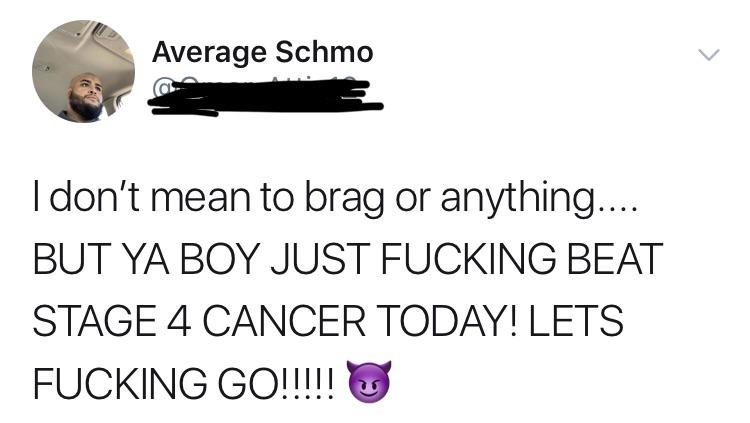 Average Schmo
I don't mean to brag or anything....
BUT YA BOY JUST FUCKING BEAT
STAGE 4 CANCER TODAY! LETS
FUCKING GO!!!!! 😈